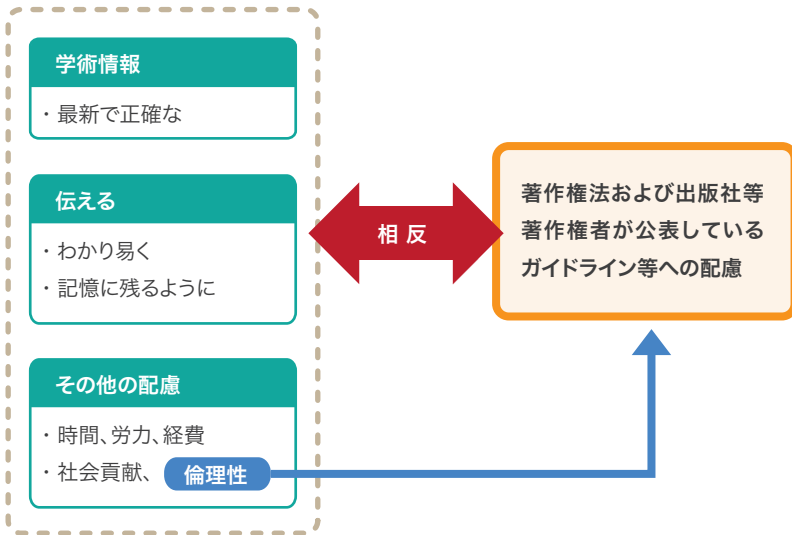 学術情報
・最新で正確な
伝える
・わかり易く
・記憶に残るように
その他の配慮
・時間、労力、経費
・社会貢献、倫理性
相反
著作権法および出版社等
著作権者が公表している
ガイドライン等への配慮